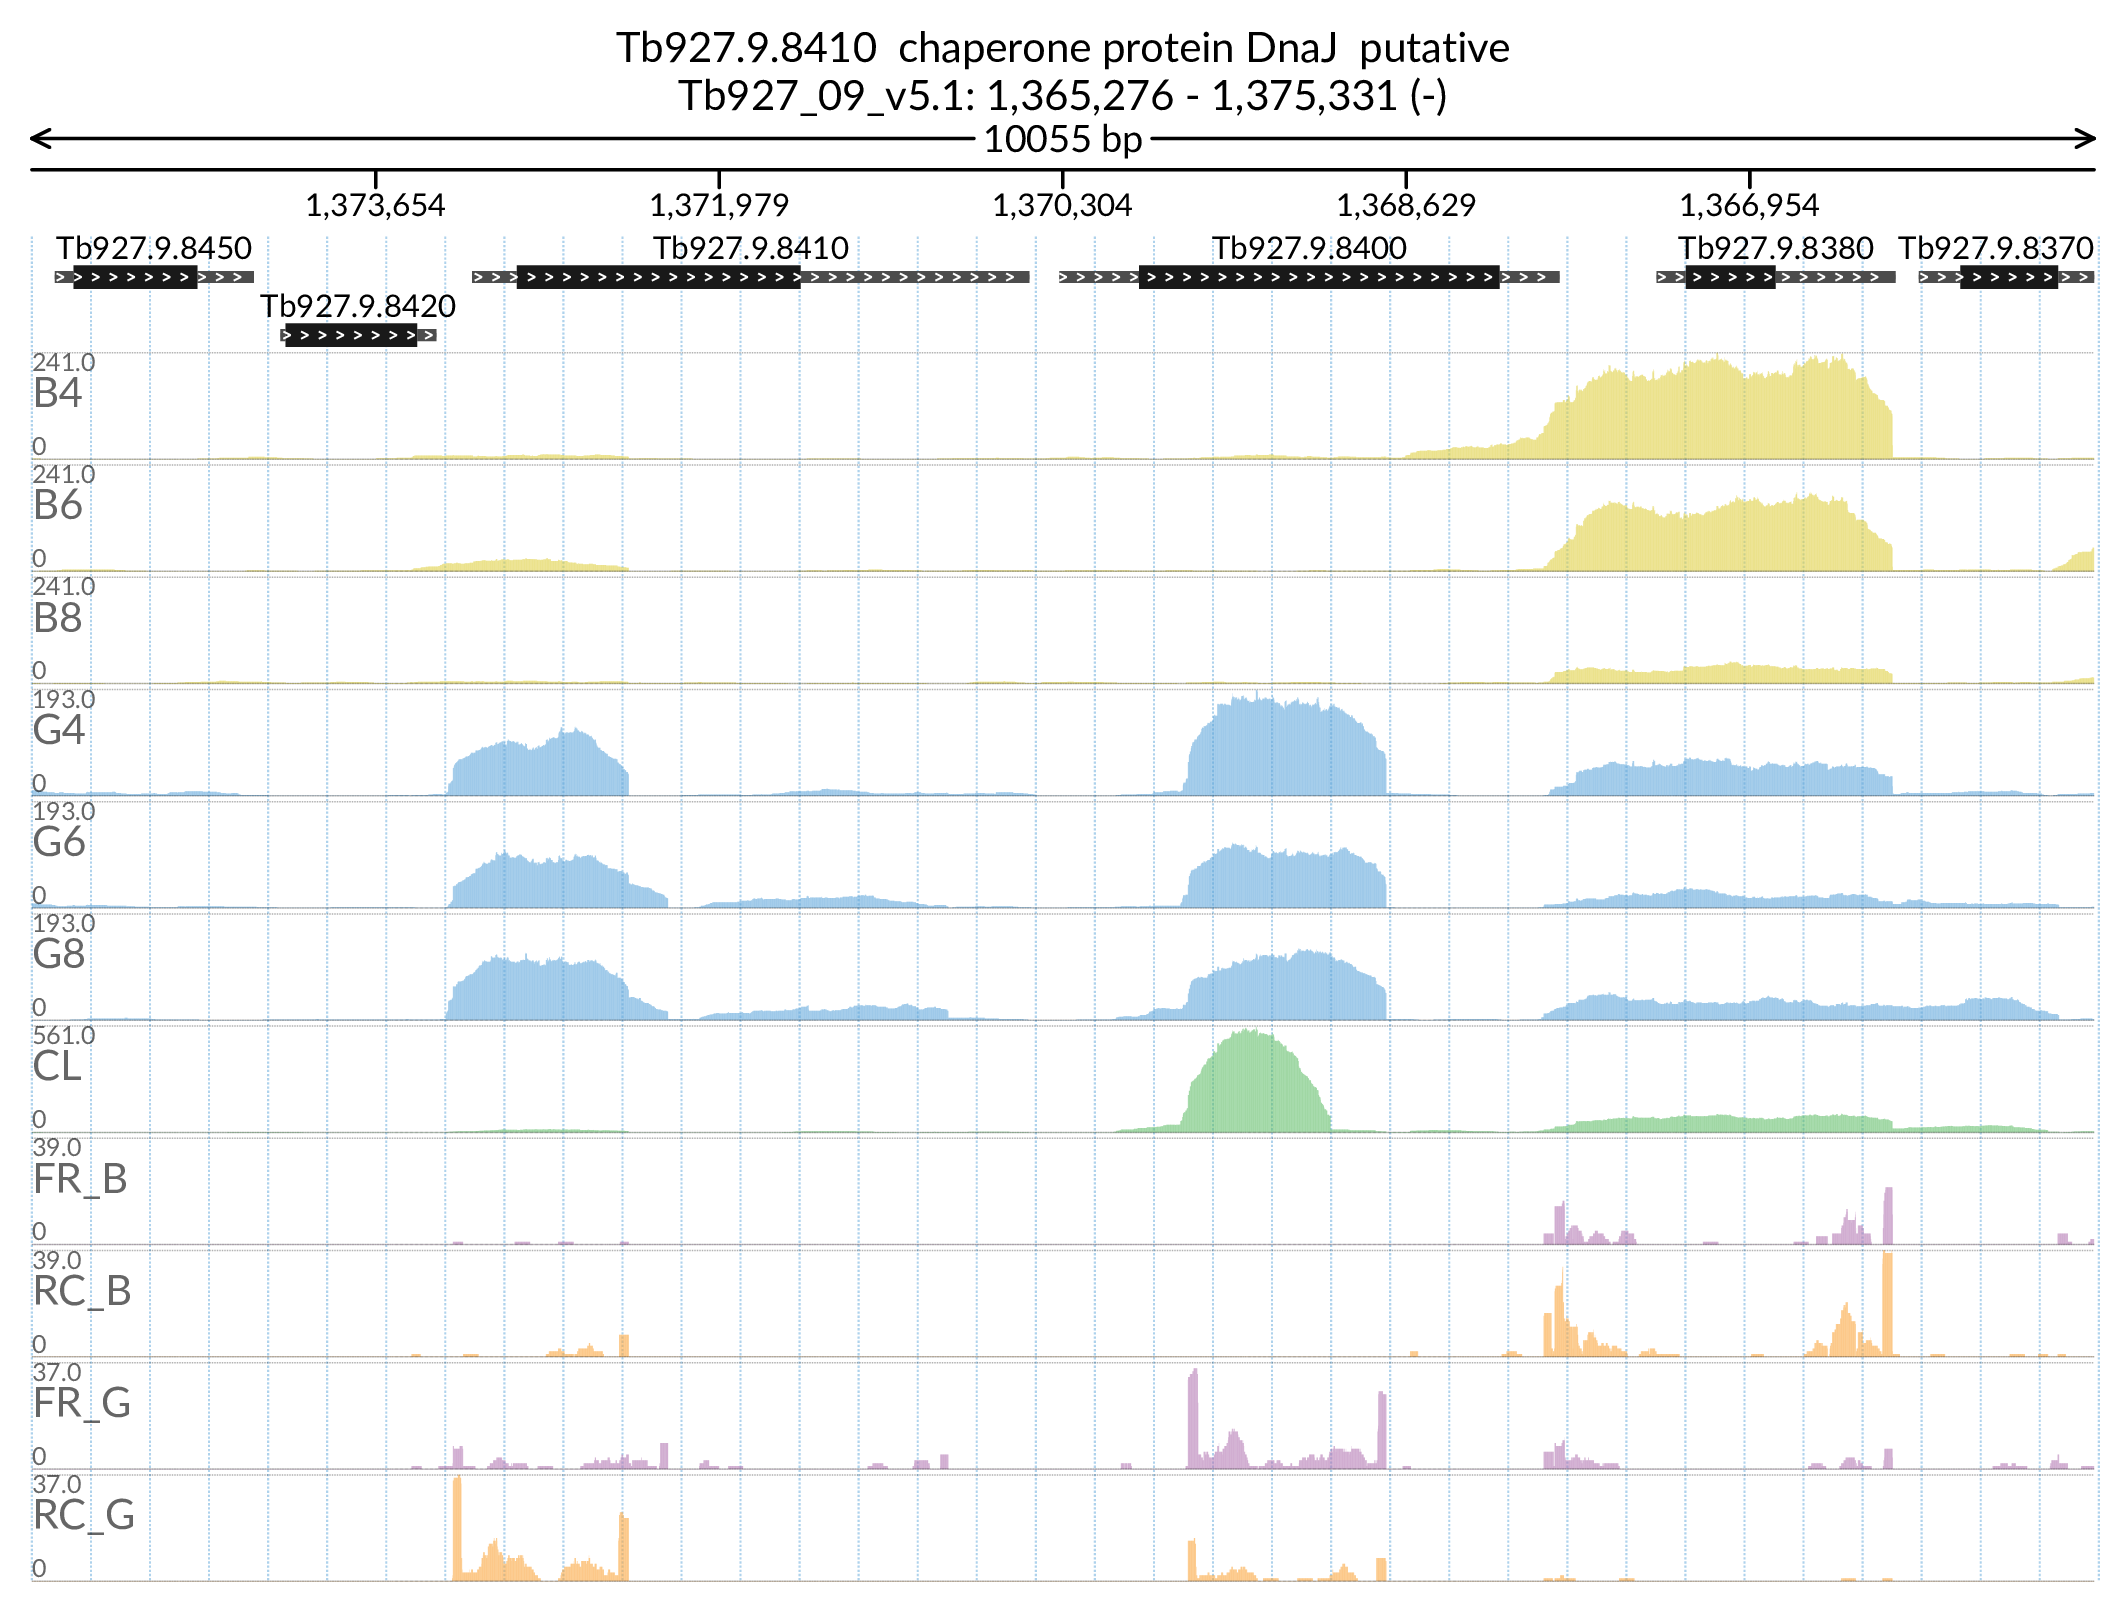 Tb927.9.8410  chaperone protein DnaJ  putative
Tb927_09_v5.1: 1,365,276 - 1,375,331 (-)
10055 bp
1,373,654 1,371,979 1,370,304 1,368,629 1,366,954
Tb927.9.8450 Tb927.9.8410 Tb927.9.8400 Tb927.9.8380 Tb927.9.8370
Tb927.9.8420
241.0
B4
0
241.0
B6
0
241.0
B8
0
193.0
G4
0
193.0
G6
0
193.0
G8
0
561.0
CL
0
39.0
FR_B
0
39.0
RC_B
0
37.0
FR_G
0
37.0
RC_G
0